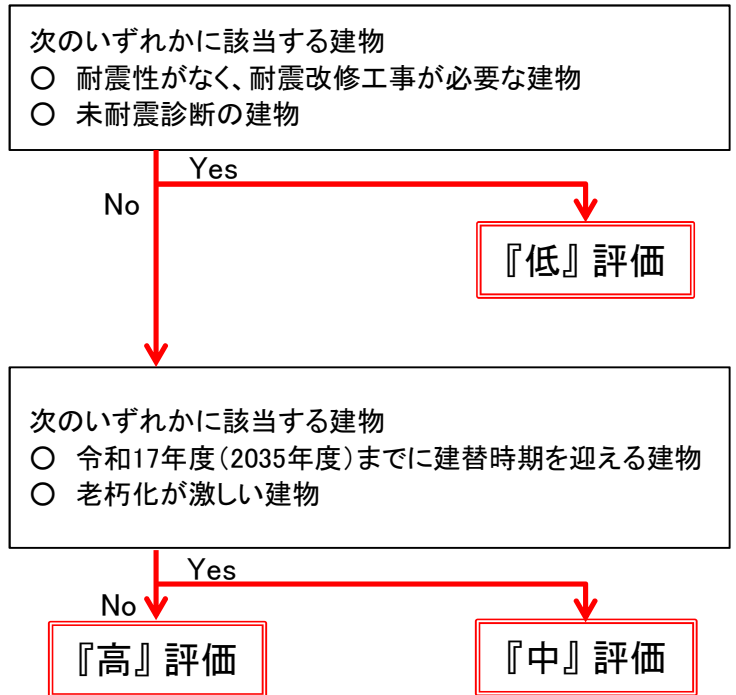 次のいずれかに該当する建物
○ 耐震性がなく、耐震改修工事が必要な建物
○ 未耐震診断の建物
Yes
No
『低』評価
次のいずれかに該当する建物
○ 令和17年度(2035年度)までに建替時期を迎える建物
○ 老朽化が激しい建物
Yes
No
『高』評価
『中』評価